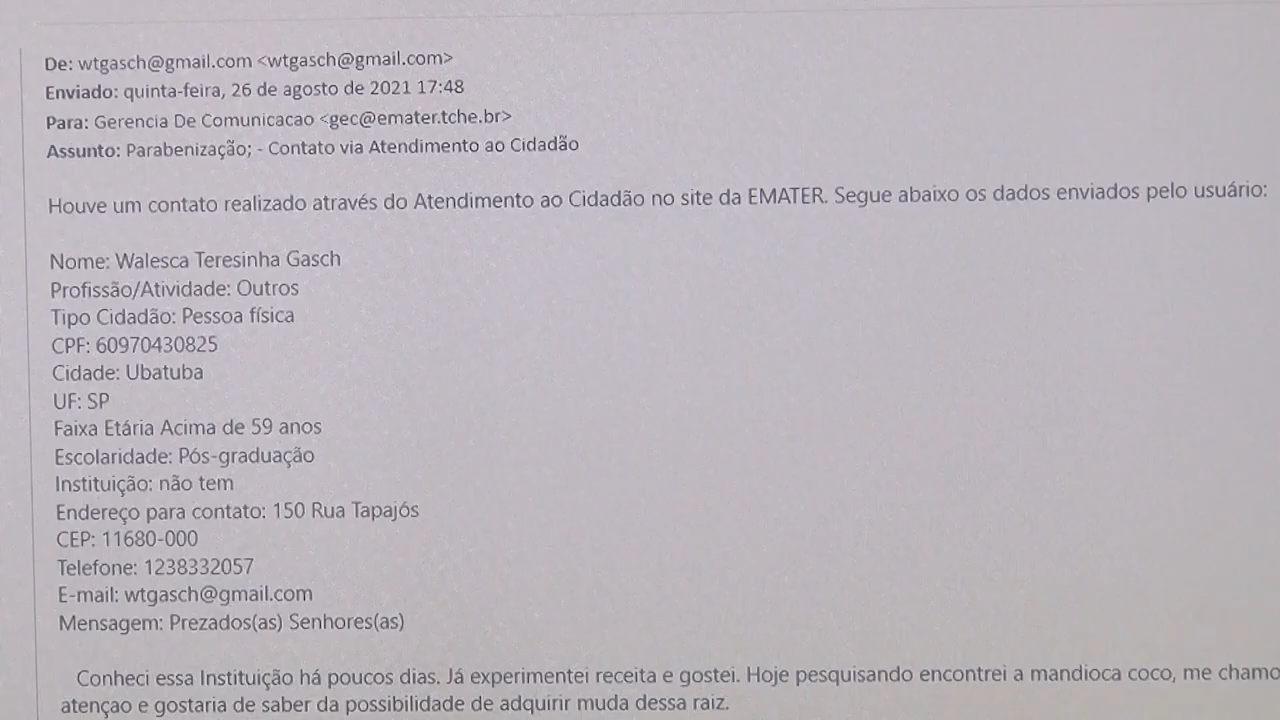 De: wtgasch@gmail.com <wtgasch@gmail.com>
Enviado: quinta-feira, 26 de agosto de 2021 17:48
Para: Gerencia De Comunicacao <gec@emater.tche.br>
Assunto: Parabenização; - Contato via Atendimento ao Cidadão
Houve um contato realizado através do Atendimento ao Cidadão no site da EMATER. Segue abaixo os dados enviados pelo usuário:
Nome: Walesca Teresinha Gasch
Profissão/Atividade: Outros
Tipo Cidadão: Pessoa física
CPF: 60970430825
Cidade: Ubatuba
UF: SP
Faixa Etária Acima de 59 anos
Escolaridade: Pós-graduação
Instituição: não tem
Endereço para contato: 150 Rua Tapajós
CEP: 11680-000
Telefone: 1238332057
E-mail: wtgasch@gmail.com
Mensagem: Prezados(as) Senhores(as)
Conheci essa Instituição há poucos dias. Já experimentei receita e gostei. Hoje pesquisando encontrei a mandioca coco, me chamo
atençao e gostaria de saber da possibilidade de adquirir muda dessa raiz.